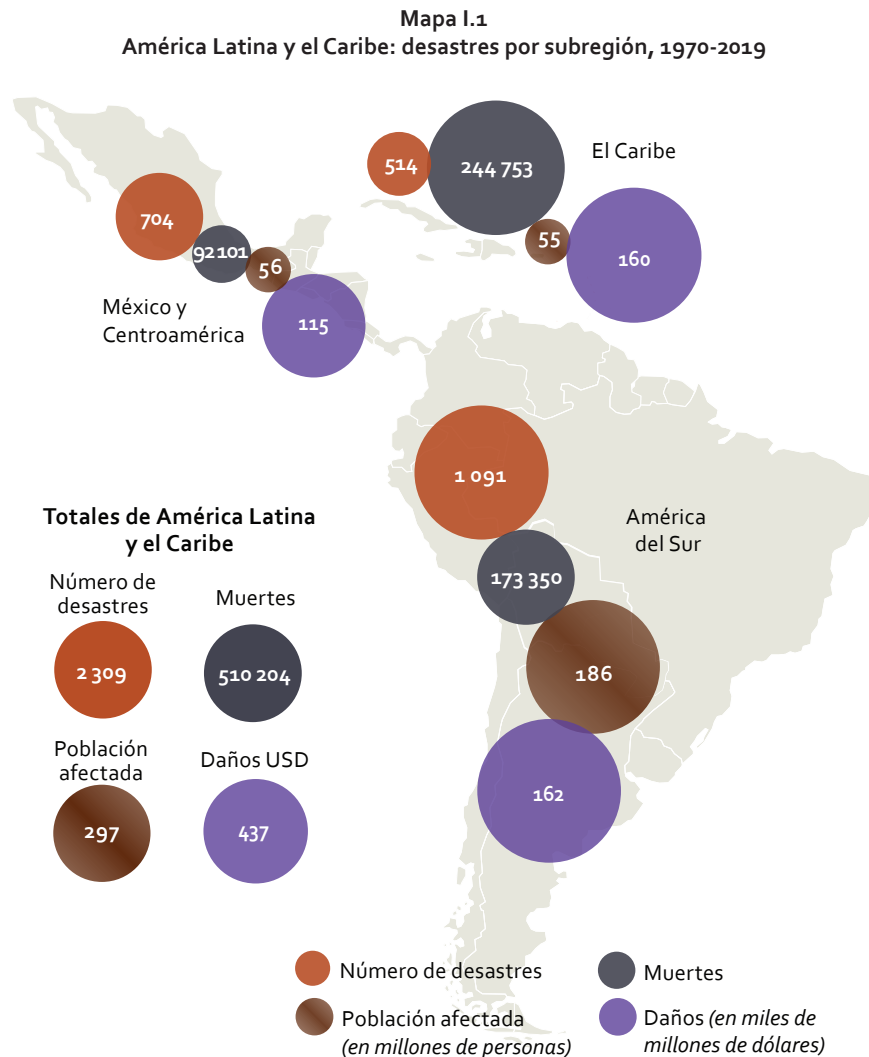 Mapa I.1
América Latina y el Caribe: desastres por subregión, 1970-2019
El Caribe
514
244 753
55
160
704
92101
56
115
México y
Centroamérica
1 091
América
del Sur
173 350
186
162
Totales de América Latina
y el Caribe
Número de
desastres
2 309
Muertes
510 204
Población
afectada
297
Daños USD
437
Número de desastres
Muertes
Población afectada
(en millones de personas)
Daños (en miles de
millones de dólares)